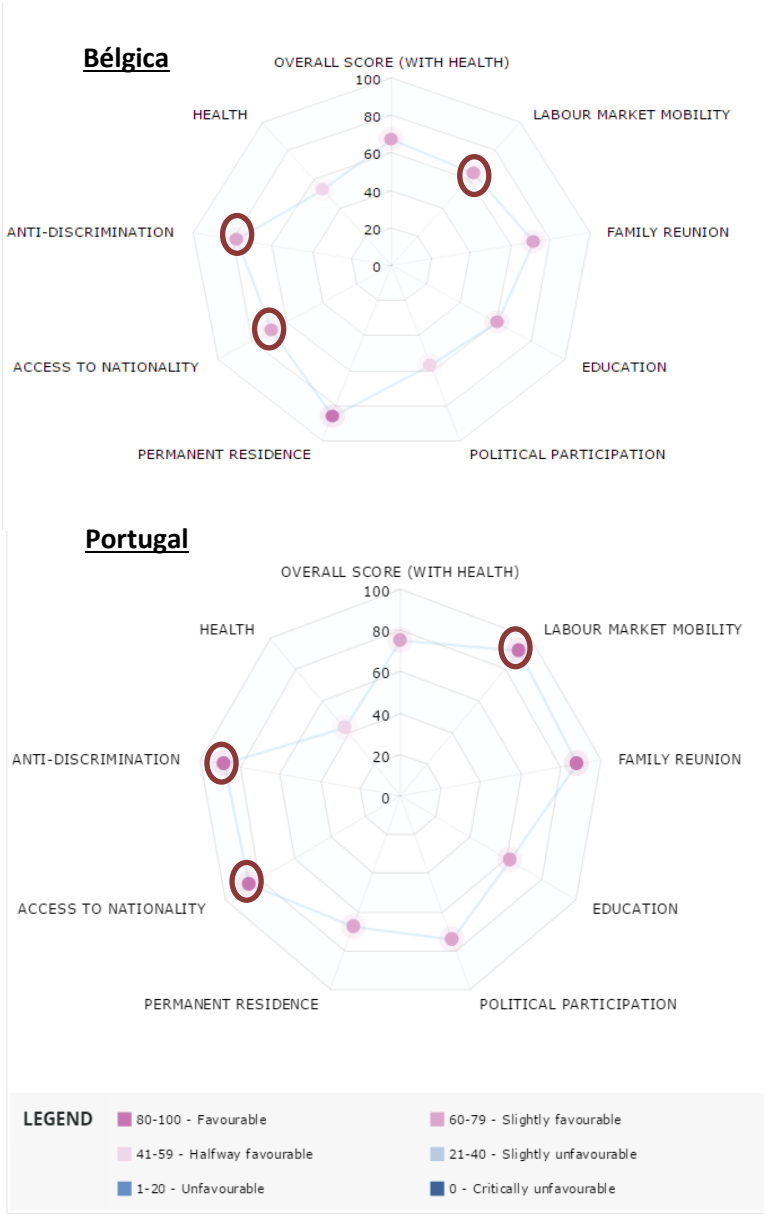 Bélgica
OVERALL SCORE (WITH HEALTH)
100
HEALTH
LABOUR MARKET MOBILITY
80
60
40
ANTI-DISCRIMINATION
FAMILY REUNION
20
0
ACCESS TO NATIONALITY
EDUCATION
PERMANENT RESIDENCE
POLITICAL PARTICIPATION
Portugal
OVERALL SCORE (WITH HEALTH)
100
HEALTH
LABOUR MARKET MOBILITY
80
60
40
ANTI-DISCRIMINATION
FAMILY REUNION
20
0
ACCESS TO NATIONALITY
EDUCATION
PERMANENT RESIDENCE
POLITICAL PARTICIPATION
LEGEND
80-100 - Favourable
60-79 - Slightly favourable
41-59 - Halfway favourable
21-40 - Slightly unfavourable
1-20 - Unfavourable
0 - Critically unfavourable